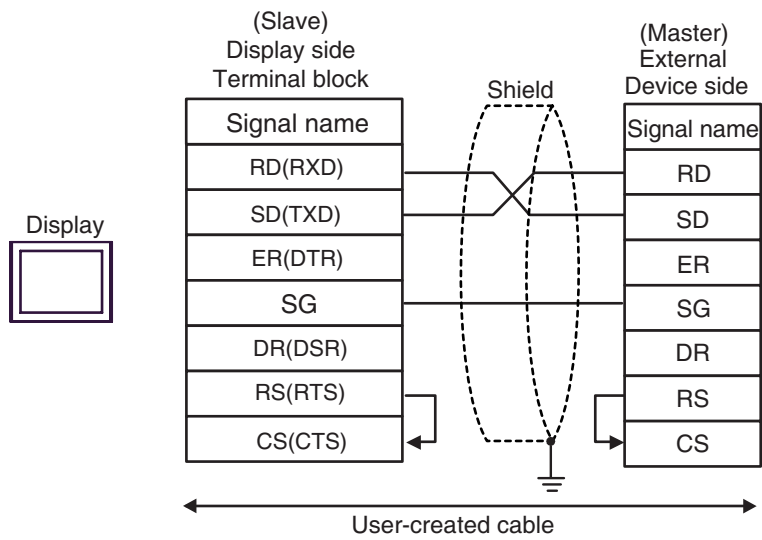 (Slave)
Display side
Terminal block
(Master)
External
Device side
Shield
Signal name
RD(RXD)
SD(TXD)
ER(DTR)
SG
DR(DSR)
RS(RTS)
CS(CTS)
Signal name
RD
SD
ER
SG
DR
RS
CS
Display
User-created cable